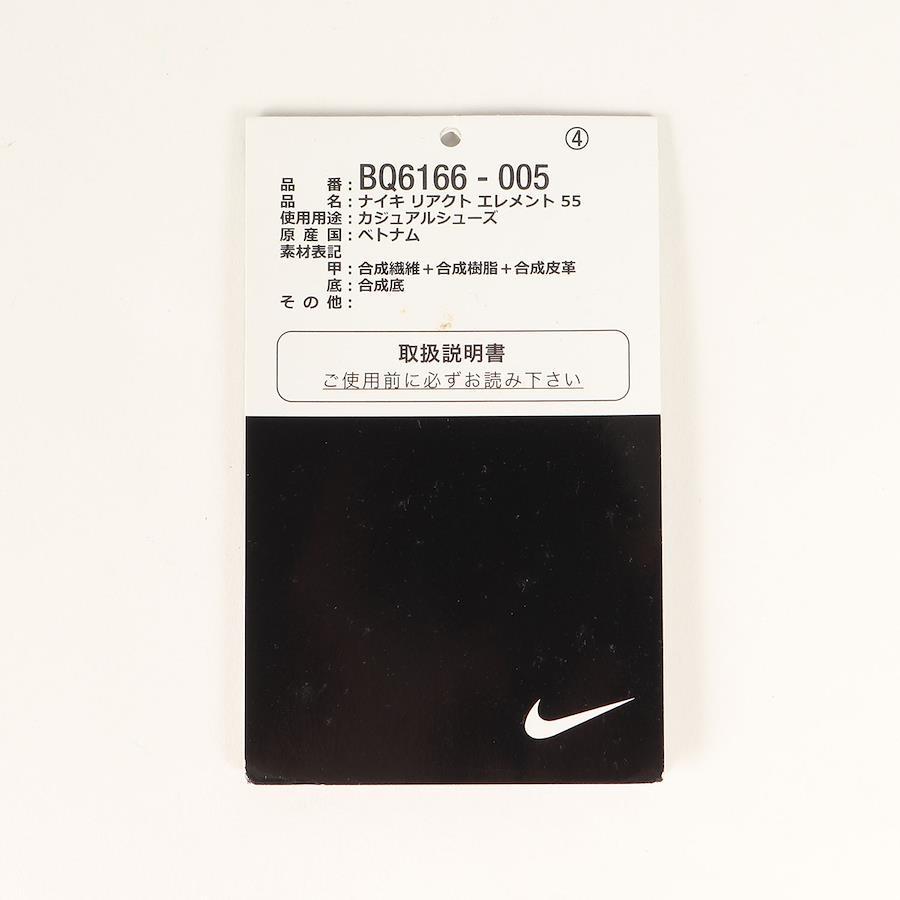 ④
品番：BQ6166 - 005
品名：ナイキ リアクト エレメント 55
使用用途：カジュアルシューズ
原産国：ベトナム
素材表記
甲：合成繊維＋合成樹脂＋合成皮革
底：合成底
その他：
取扱説明書
ご使用前に必ずお読み下さい